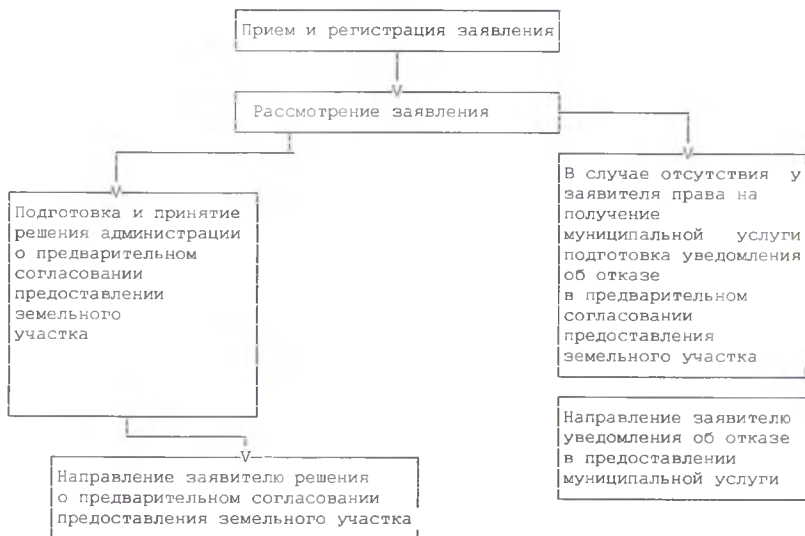 Прием и регистрация заявления
Рассмотрение заявления
Подготовка и принятие
решения администрации
о предварительном
согласовании
предоставлении
земельного
участка
В случае отсутствия у
заявителя права на
получение
муниципальной услуги
подготовка уведомления
об отказе
в предварительном
согласовании
предоставления
земельного участка
Направление заявителю
уведомления об отказе
в предоставлении
муниципальной услуги
Направление заявителю решения
о предварительном согласовании
предоставления земельного участка